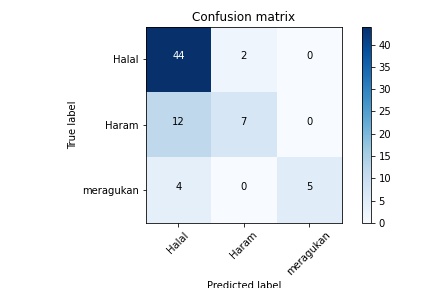 Confusion matrix
True label
Halal 44 2 0
Haram 12 7 0
meragukan 4 0 5
Halal Haram meragukan
Predicted label
40
35
30
25
20
15
10
5
0